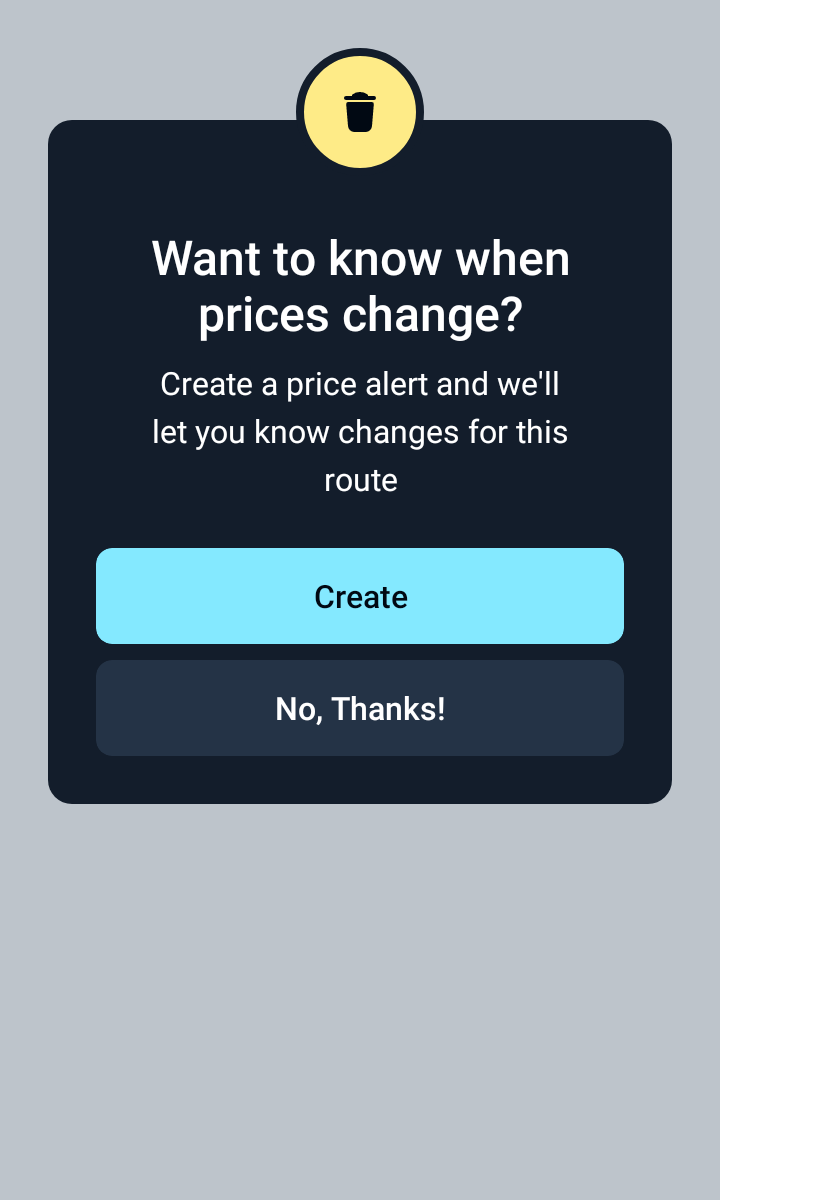 Want to know when
prices change?
Create a price alert and we'll
let you know changes for this
route
Create
No, Thanks!